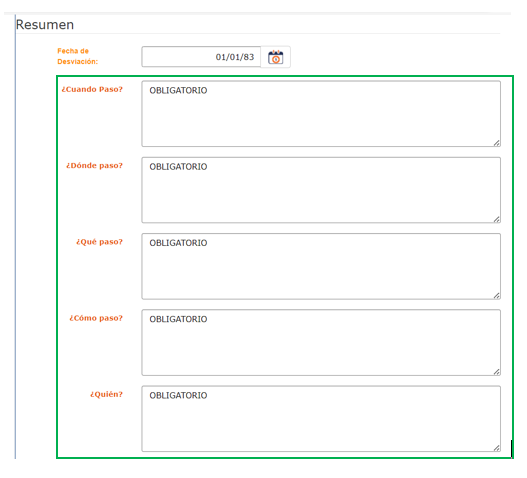 Resumen
Fecha de
Desviación:
01/01/83
¿Cuando Paso?
OBLIGATORIO
¿Dónde paso?
OBLIGATORIO
¿Qué paso?
OBLIGATORIO
¿Cómo paso?
OBLIGATORIO
¿Quién?
OBLIGATORIO